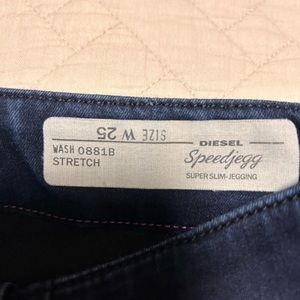 SIZE W 25
WASH 0881B
STRETCH
DIESEL
Speedjegg
SUPER SLIM-JEGGING